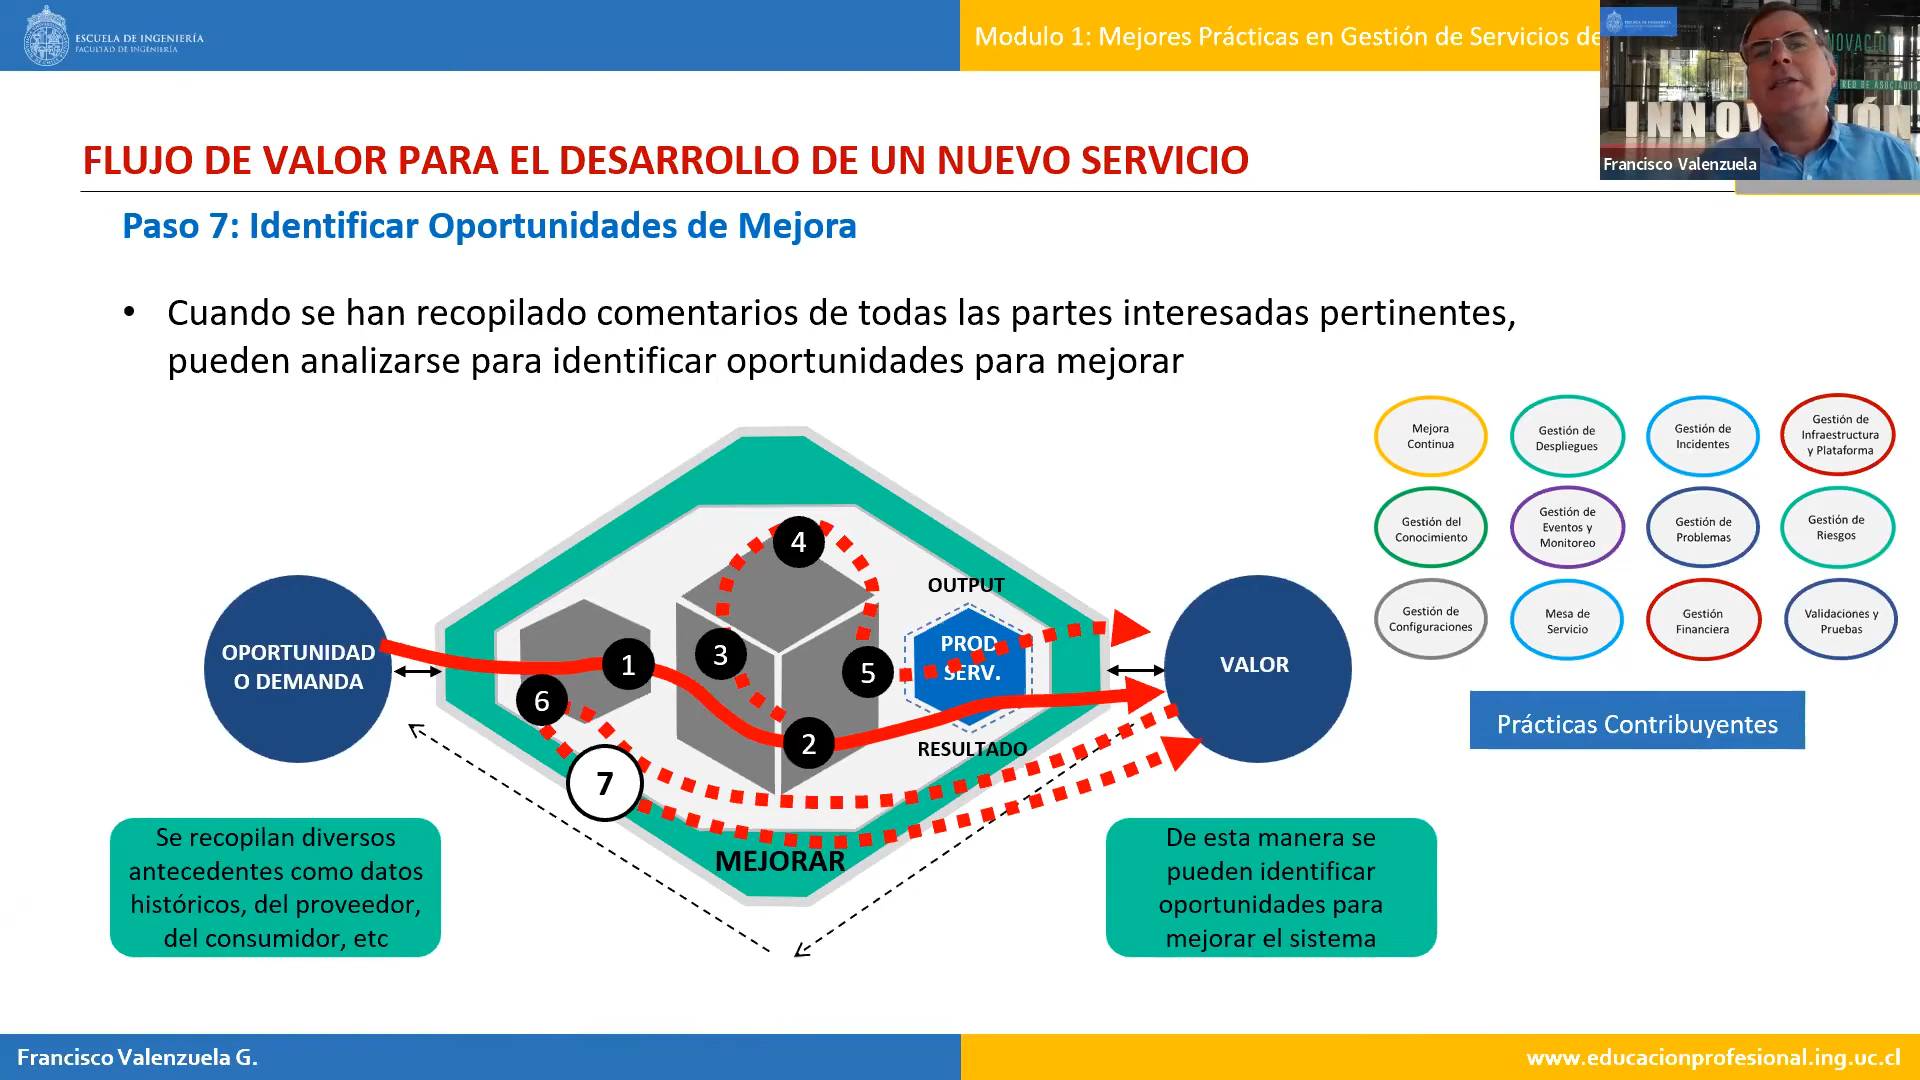 ESCUELA DE INGENIERÍA
FACULTAD DE INGENIERÍA
Modulo 1: Mejores Prácticas en Gestión de Servicios de
INNOVACIÓN
RED DE ASOCIADOS
Francisco Valenzuela
FLUJO DE VALOR PARA EL DESARROLLO DE UN NUEVO SERVICIO
Paso 7: Identificar Oportunidades de Mejora
• Cuando se han recopilado comentarios de todas las partes interesadas pertinentes,
pueden analizarse para identificar oportunidades para mejorar
OPORTUNIDAD
O DEMANDA
1
2
3
4
5
6
7
OUTPUT
PROD.
SERV.
RESULTADO
MEJORAR
VALOR
Mejora
Continua
Gestión de
Despliegues
Gestión de
Incidentes
Gestión de
Infraestructura
y Plataforma
Gestión del
Conocimiento
Gestión de
Eventos y
Monitoreo
Gestión de
Problemas
Gestión de
Riesgos
Gestión de
Configuraciones
Mesa de
Servicio
Gestión
Financiera
Validaciones y
Pruebas
Prácticas Contribuyentes
Se recopilan diversos
antecedentes como datos
históricos, del proveedor,
del consumidor, etc
De esta manera se
pueden identificar
oportunidades para
mejorar el sistema
Francisco Valenzuela G.
www.educacionprofesional.ing.uc.cl